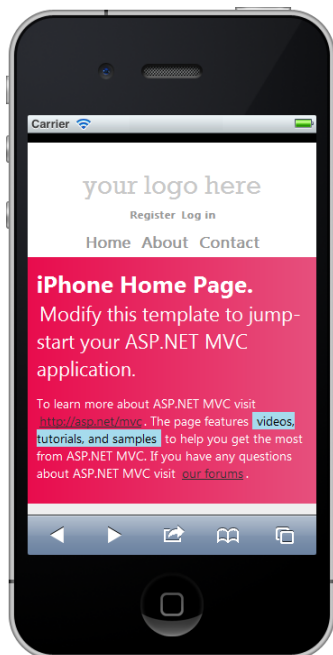 Carrier
your logo here
Register Log in
Home About Contact
iPhone Home Page.
Modify this template to jump-
start your ASP.NET MVC
application.
To learn more about ASP.NET MVC visit
http://asp.net/mvc . The page features videos,
tutorials, and samples to help you get the most
from ASP.NET MVC. If you have any questions
about ASP.NET MVC visit our forums .